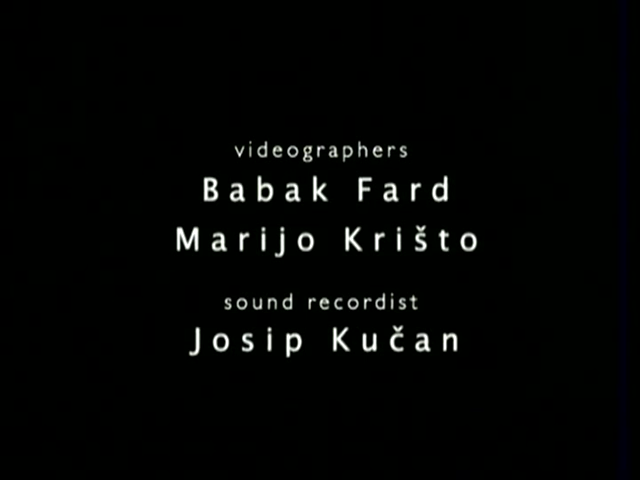 videographers
Babak Fard
Marijo Krišto
sound recordist
Josip Kučan